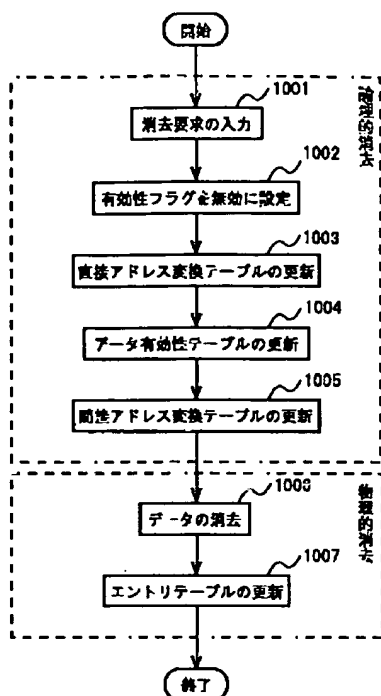 開始
1001
消去要求の入力
論理的消去
1002
有効性フラグを無効に設定
1003
直接アドレス変換テーブルの更新
1004
データ有効性テーブルの更新
1005
間接アドレス変換テーブルの更新
1006
データの消去
物理的消去
1007
エントリテーブルの更新
終了